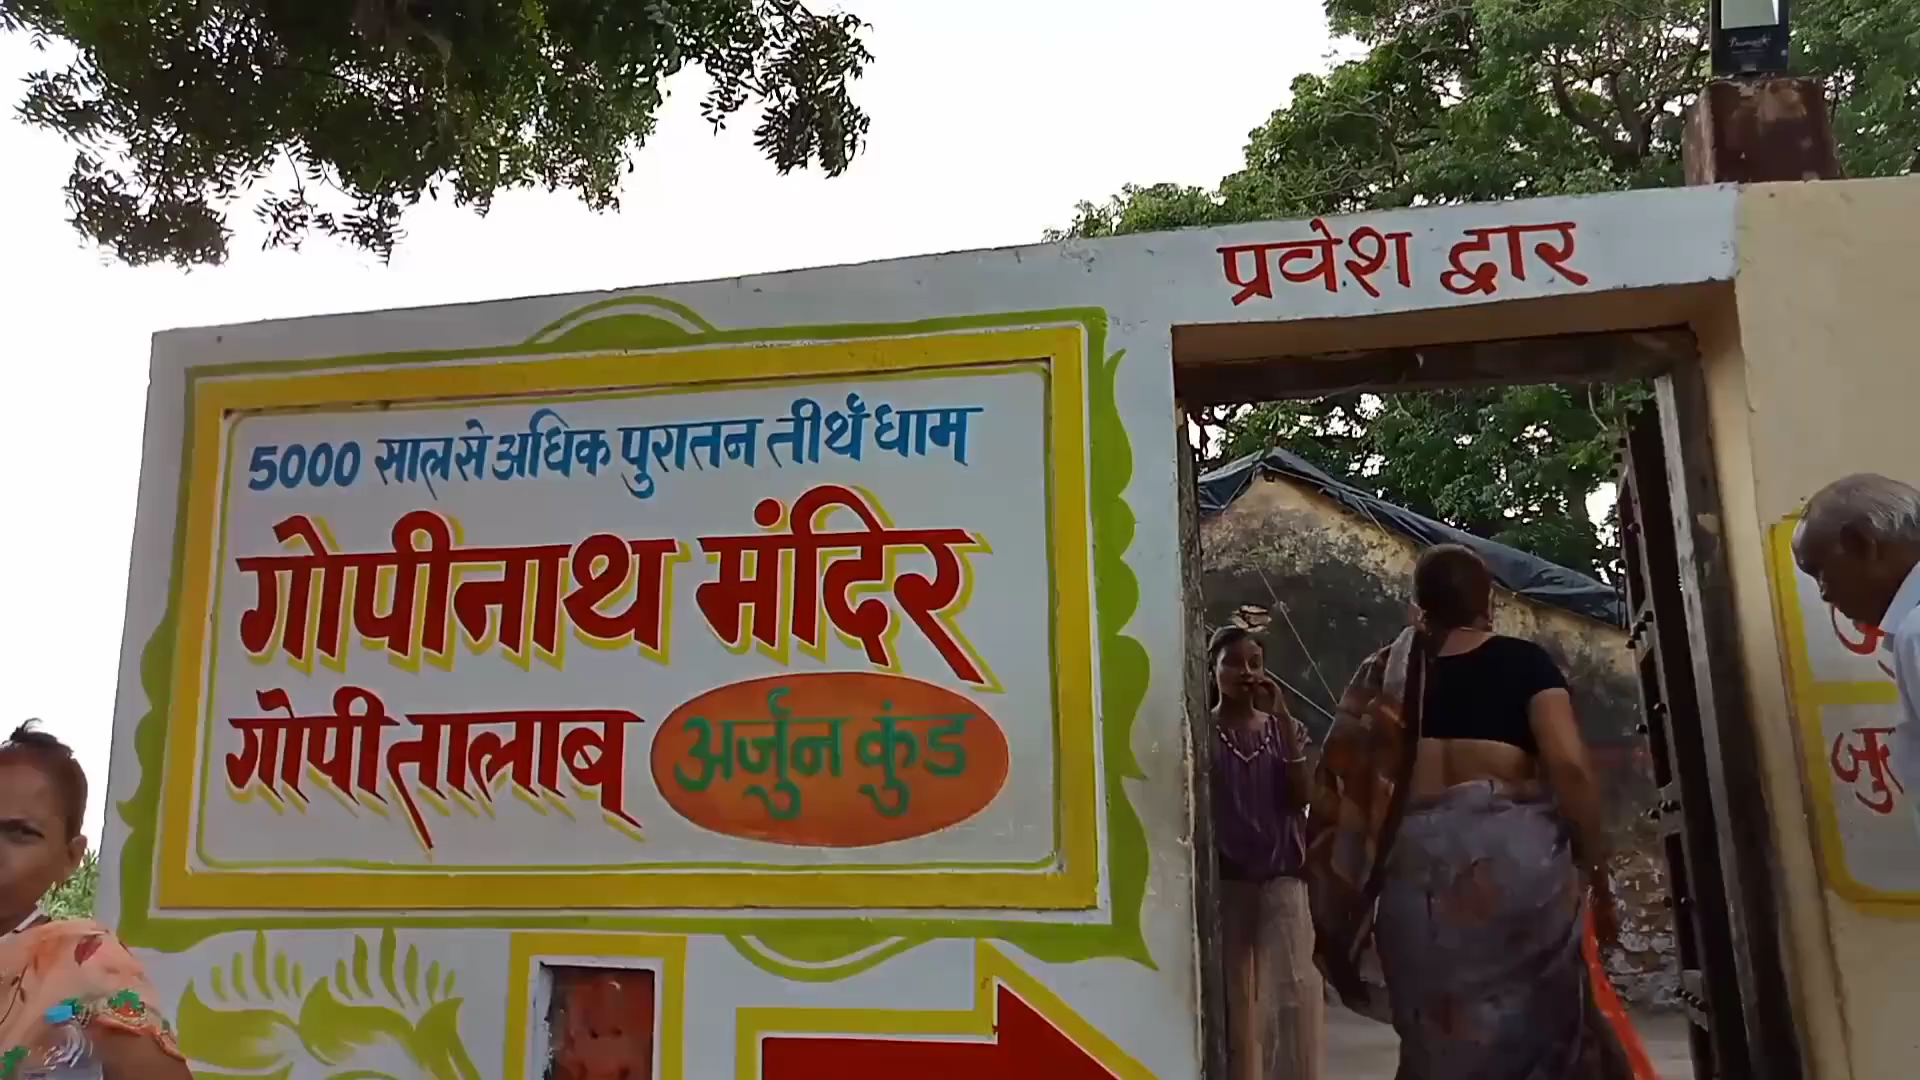 प्रवेश द्वार
5000 साल से अधिक पुरातन तीर्थ धाम
गोपीनाथ मंदिर
गोपी तालाब अर्जुन कुंड